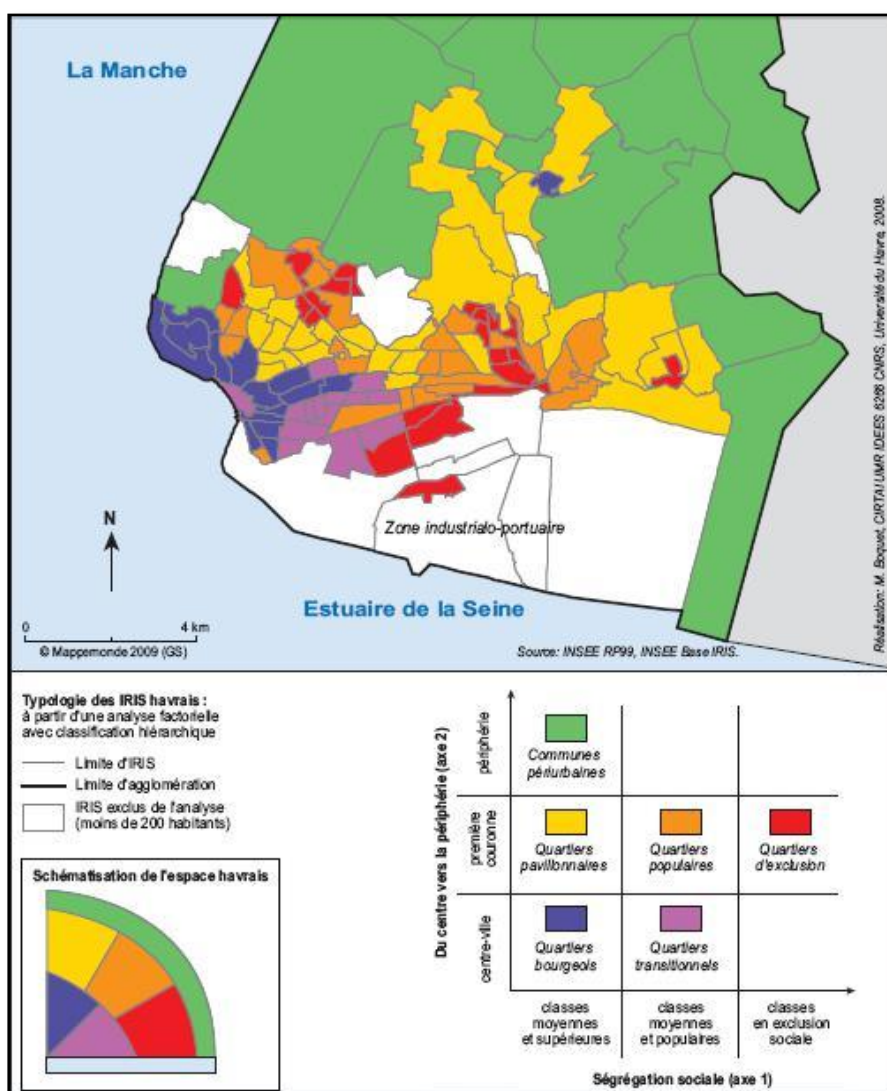 La Manche
Réalisation: M. Boquet, CIRTAI UMR IDEES 6266 CNRS, Université du Havre, 2008.
Zone industrialo-portuaire
N
Estuaire de la Seine
0 4 km
© Mappemonde 2009 (GS)
Source: INSEE RP99, INSEE Base IRIS.
Typologie des IRIS havrais :
à partir d'une analyse factorielle
avec classification hiérarchique
Limite d'IRIS
Limite d'agglomération
IRIS exclus de l'analyse
(moins de 200 habitants)
Schématisation de l'espace havrais
Du centre vers la périphérie (axe 2)
périphérie
Communes
périurbaines
première
couronne
Quartiers
pavillonnaires
Quartiers
populaires
Quartiers
d'exclusion
centre-ville
Quartiers
bourgeois
Quartiers
transitionnels
classes
moyennes
et supérieures
classes
moyennes
et populaires
classes
en exclusion
sociale
Ségrégation sociale (axe 1)